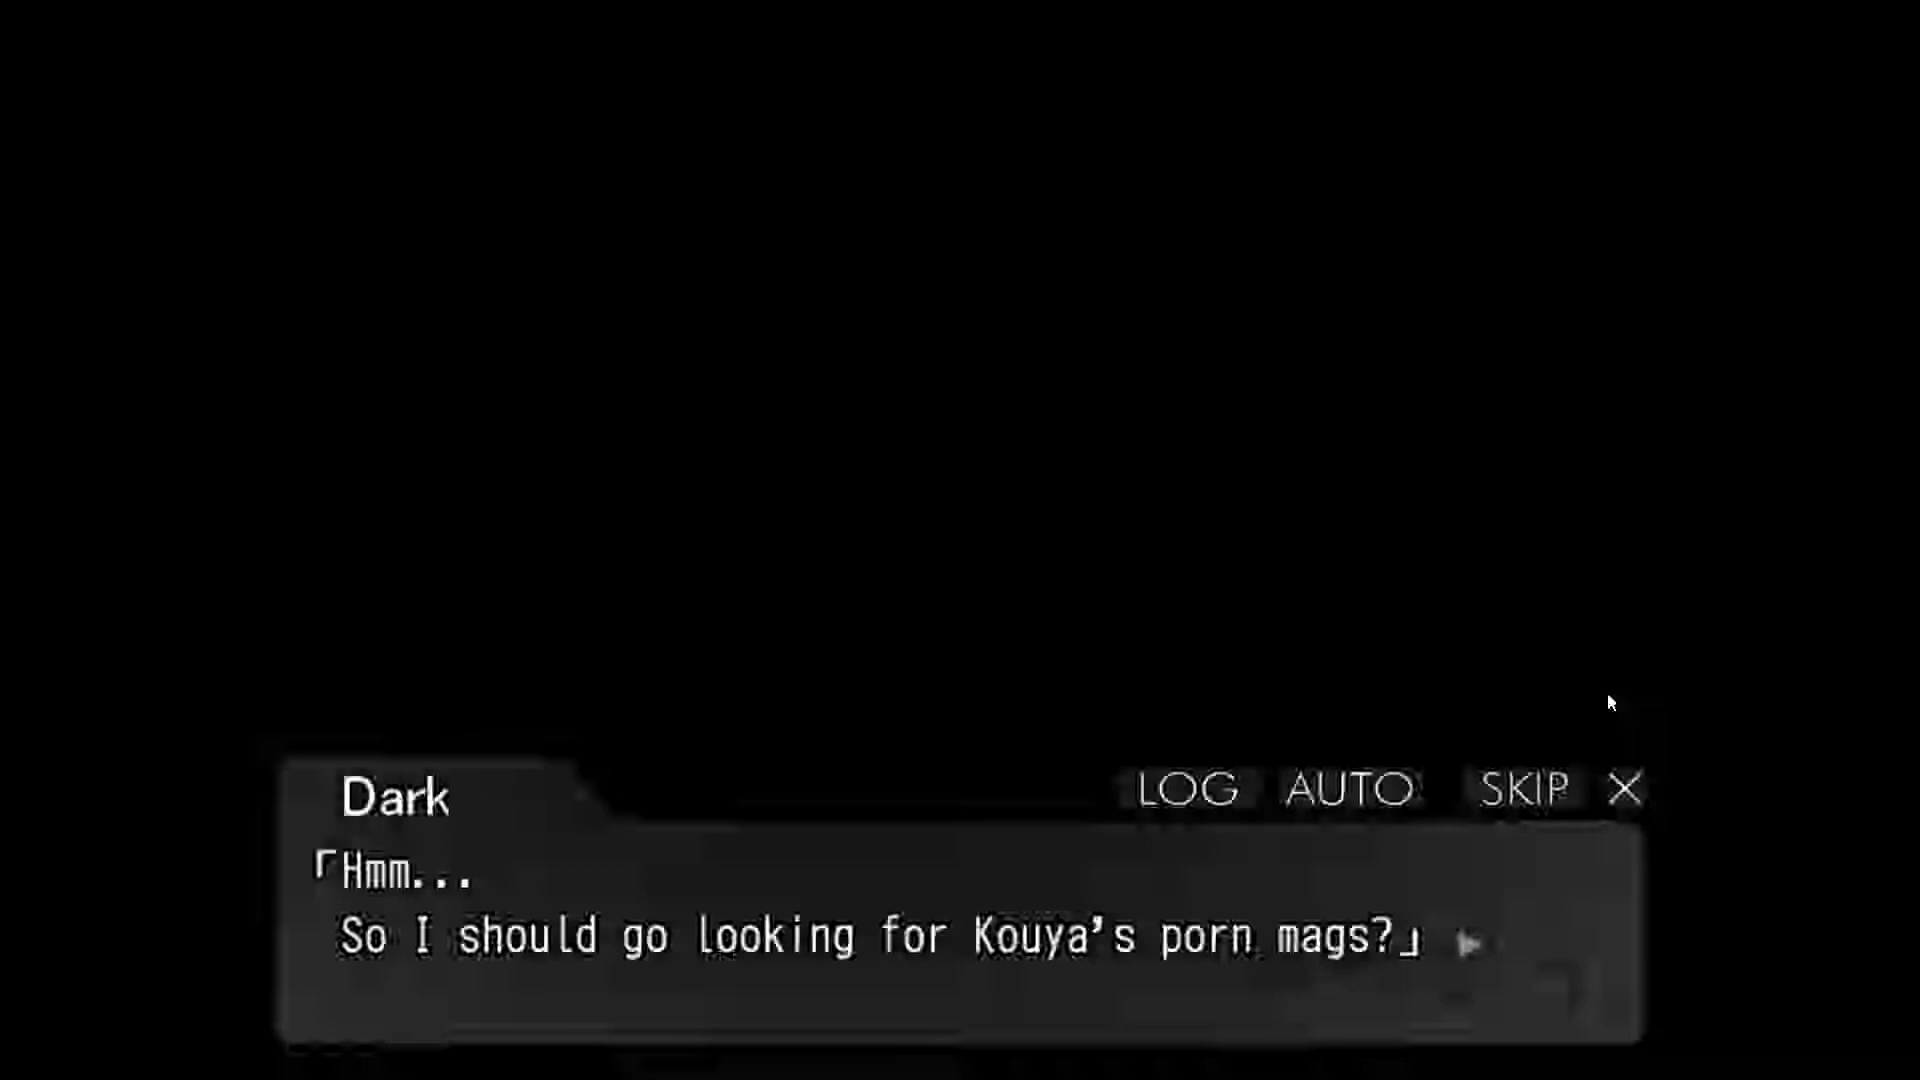 Dark
LOG AUTO SKIP X
「Hmm...
So I should go looking for Kouya's porn mags?」